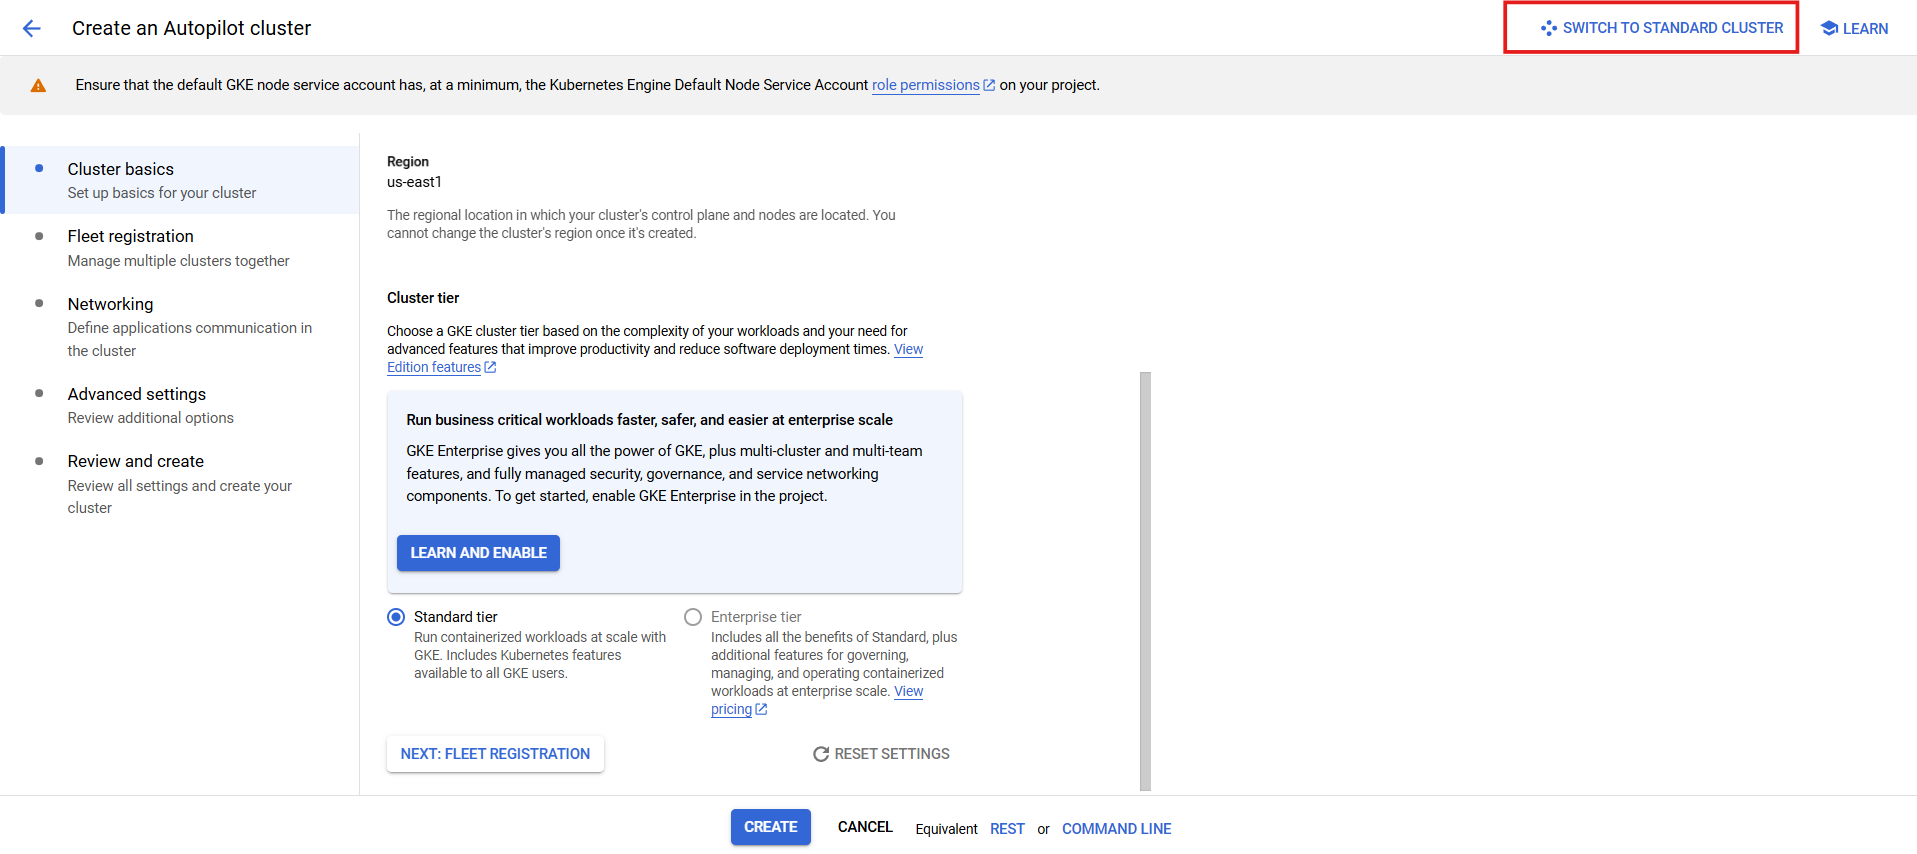 Create an Autopilot cluster
SWITCH TO STANDARD CLUSTER
LEARN
Ensure that the default GKE node service account has, at a minimum, the Kubernetes Engine Default Node Service Account role permissions on your project.
Cluster basics
Set up basics for your cluster
Fleet registration
Manage multiple clusters together
Networking
Define applications communication in
the cluster
Advanced settings
Review additional options
Review and create
Review all settings and create your
cluster
Region
us-east1
The regional location in which your cluster's control plane and nodes are located. You
cannot change the cluster's region once it's created.
Cluster tier
Choose a GKE cluster tier based on the complexity of your workloads and your need for
advanced features that improve productivity and reduce software deployment times. View
Edition features
Run business critical workloads faster, safer, and easier at enterprise scale
GKE Enterprise gives you all the power of GKE, plus multi-cluster and multi-team
features, and fully managed security, governance, and service networking
components. To get started, enable GKE Enterprise in the project.
LEARN AND ENABLE
Standard tier
Run containerized workloads at scale with
GKE. Includes Kubernetes features
available to all GKE users.
Enterprise tier
Includes all the benefits of Standard, plus
additional features for governing,
managing, and operating containerized
workloads at enterprise scale. View
pricing
NEXT: FLEET REGISTRATION
RESET SETTINGS
CREATE
CANCEL
Equivalent REST or COMMAND LINE